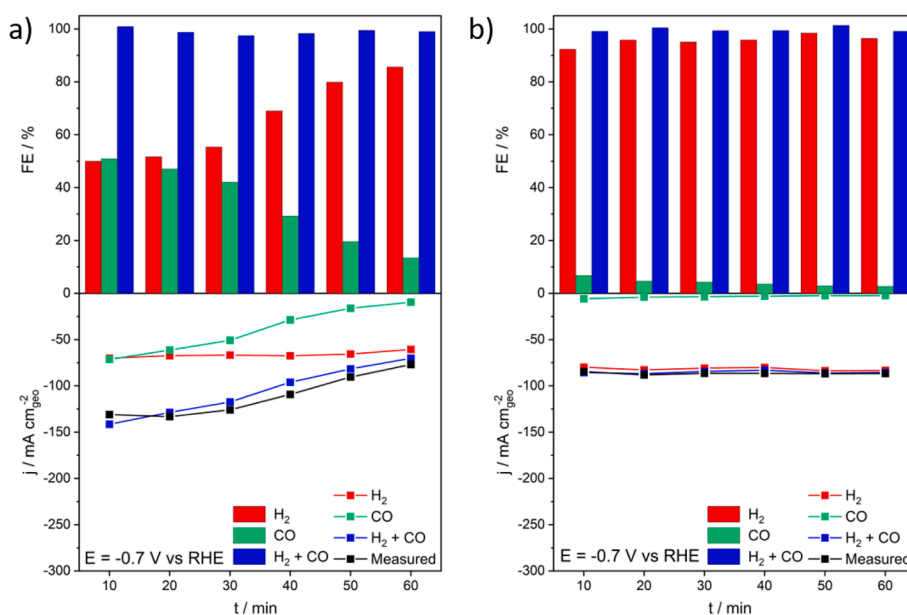 a)
FE / %
100
80
60
40
20
0
j / mA cm⁻²geo
-50
-100
-150
-200
-250
-300
H₂
CO
H₂ + CO
H₂
CO
H₂ + CO
Measured
E = -0.7 V vs RHE
10 20 30 40 50 60
t / min
b)
FE / %
100
80
60
40
20
0
j / mA cm⁻²geo
-50
-100
-150
-200
-250
-300
H₂
CO
H₂ + CO
H₂
CO
H₂ + CO
Measured
E = -0.7 V vs RHE
10 20 30 40 50 60
t / min